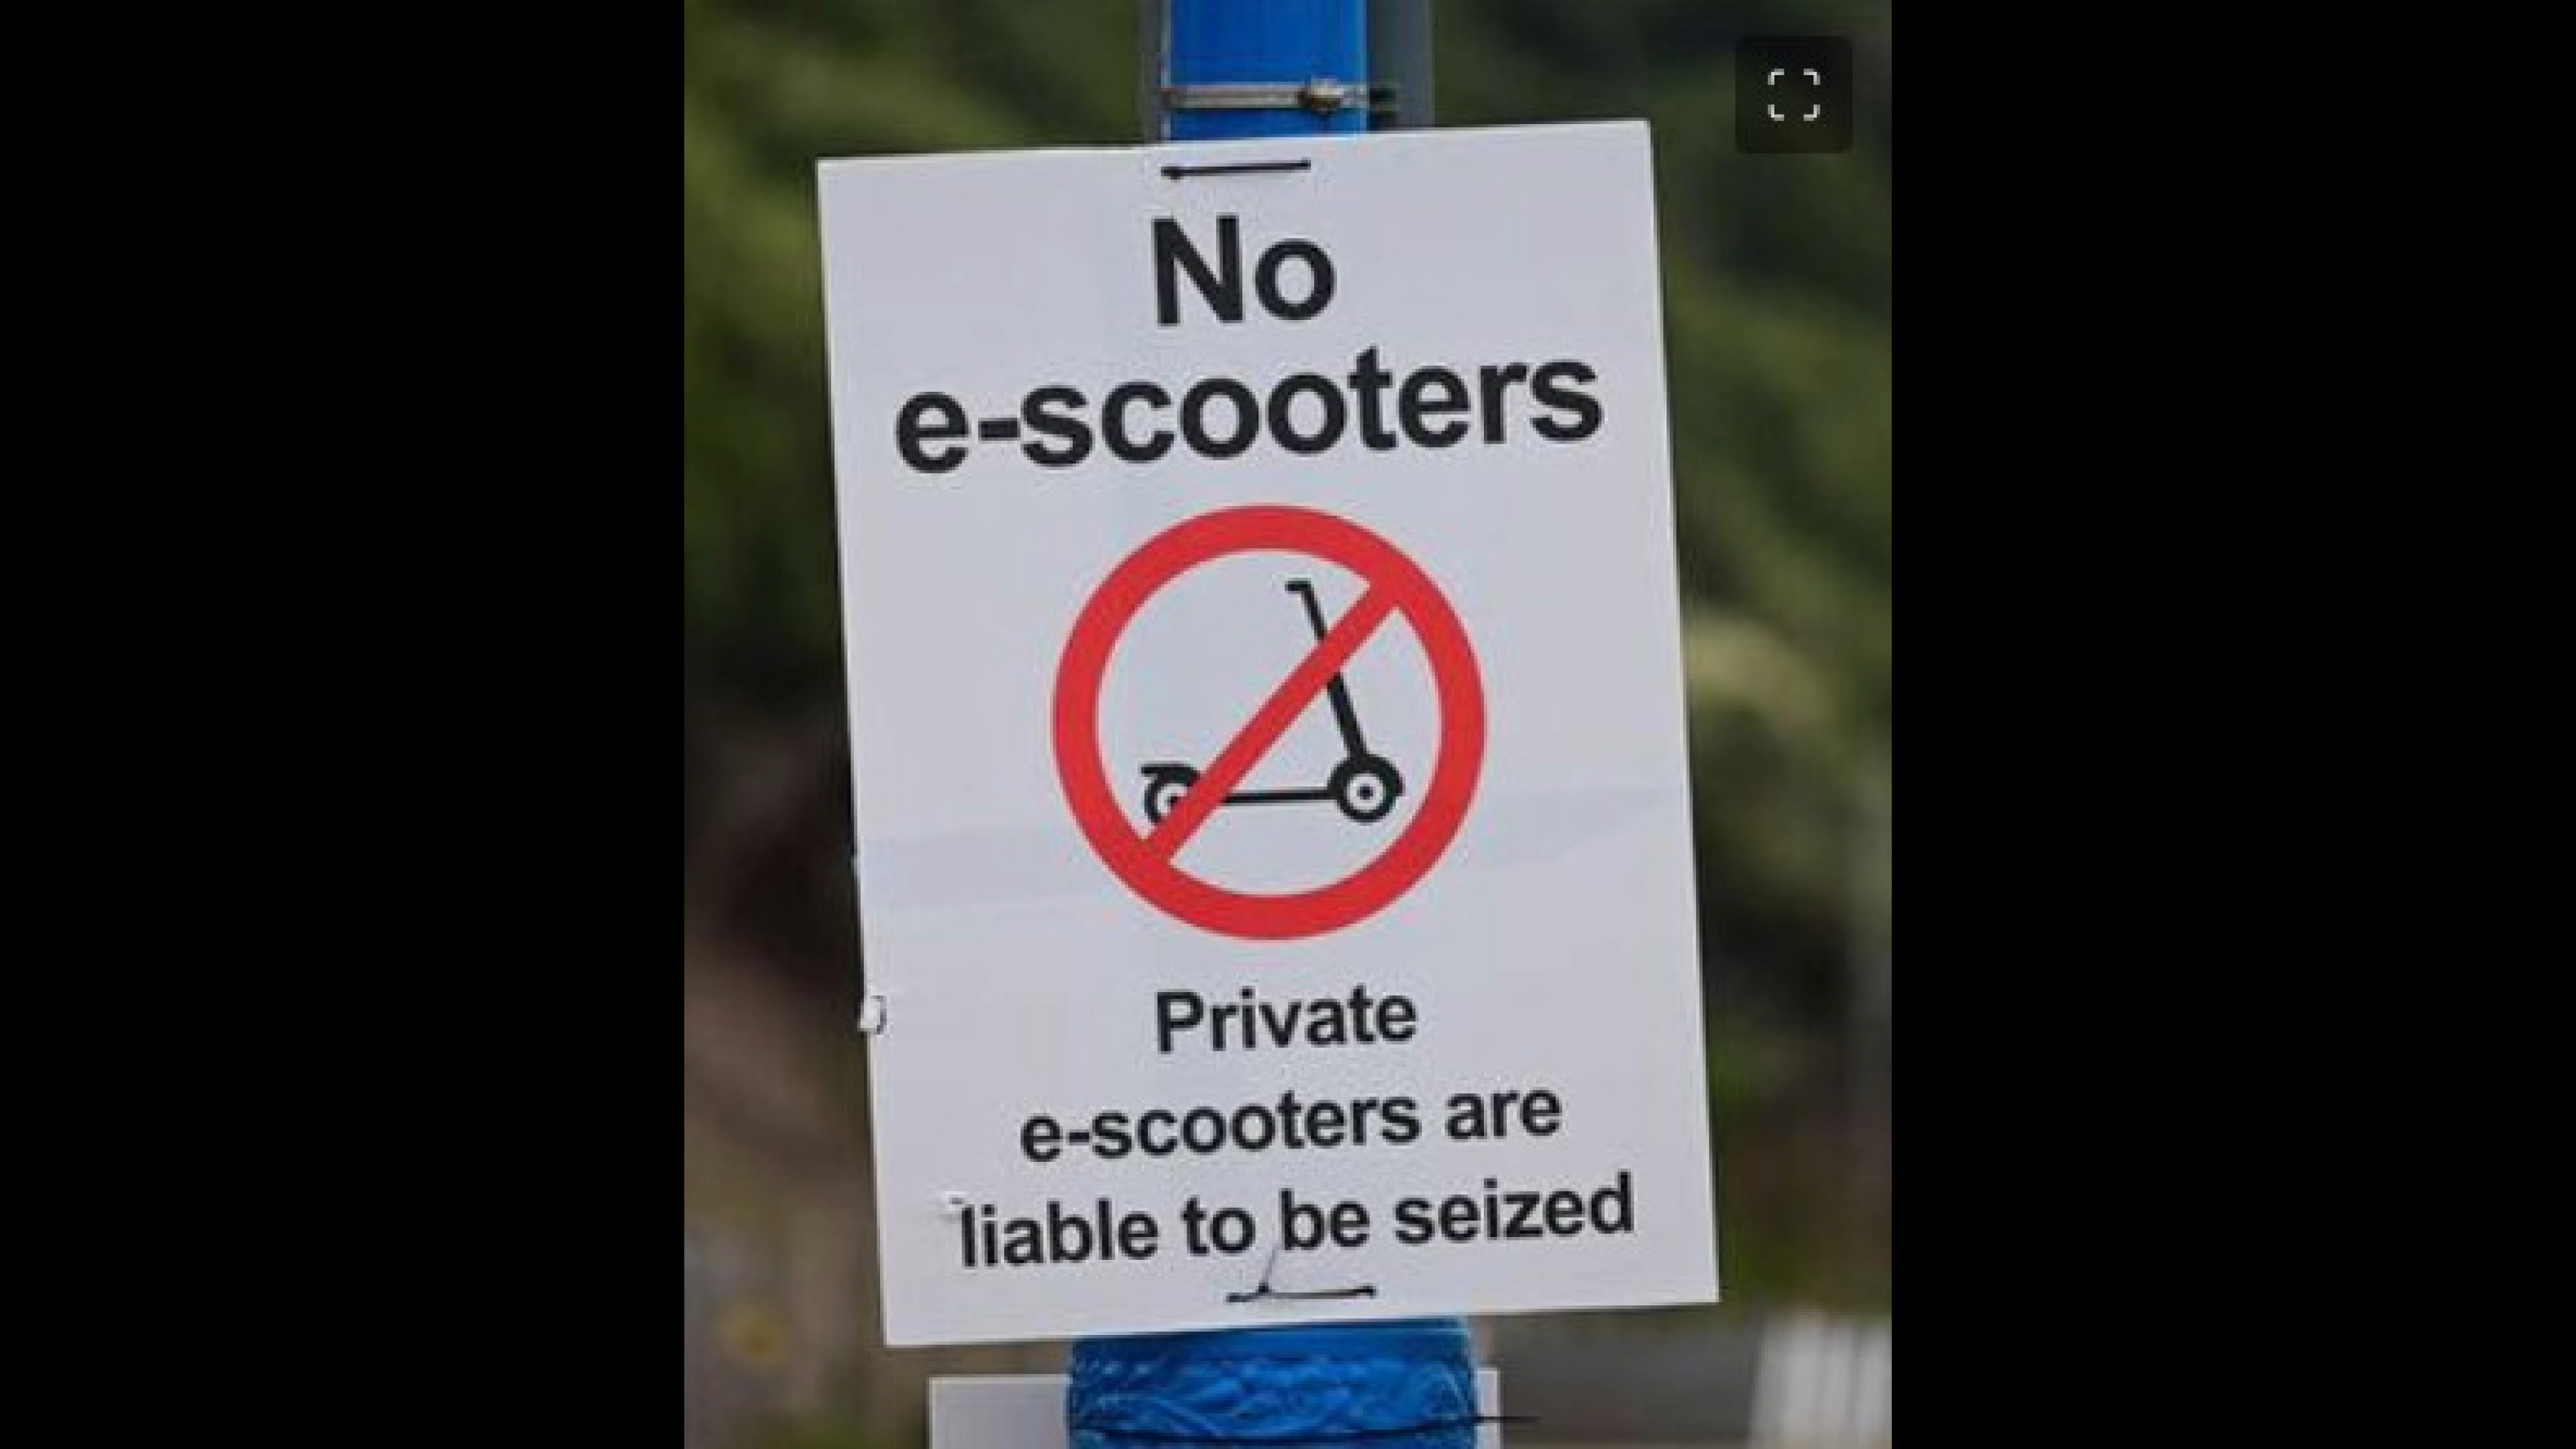 No
e-scooters
Private
e-scooters are
liable to be seized